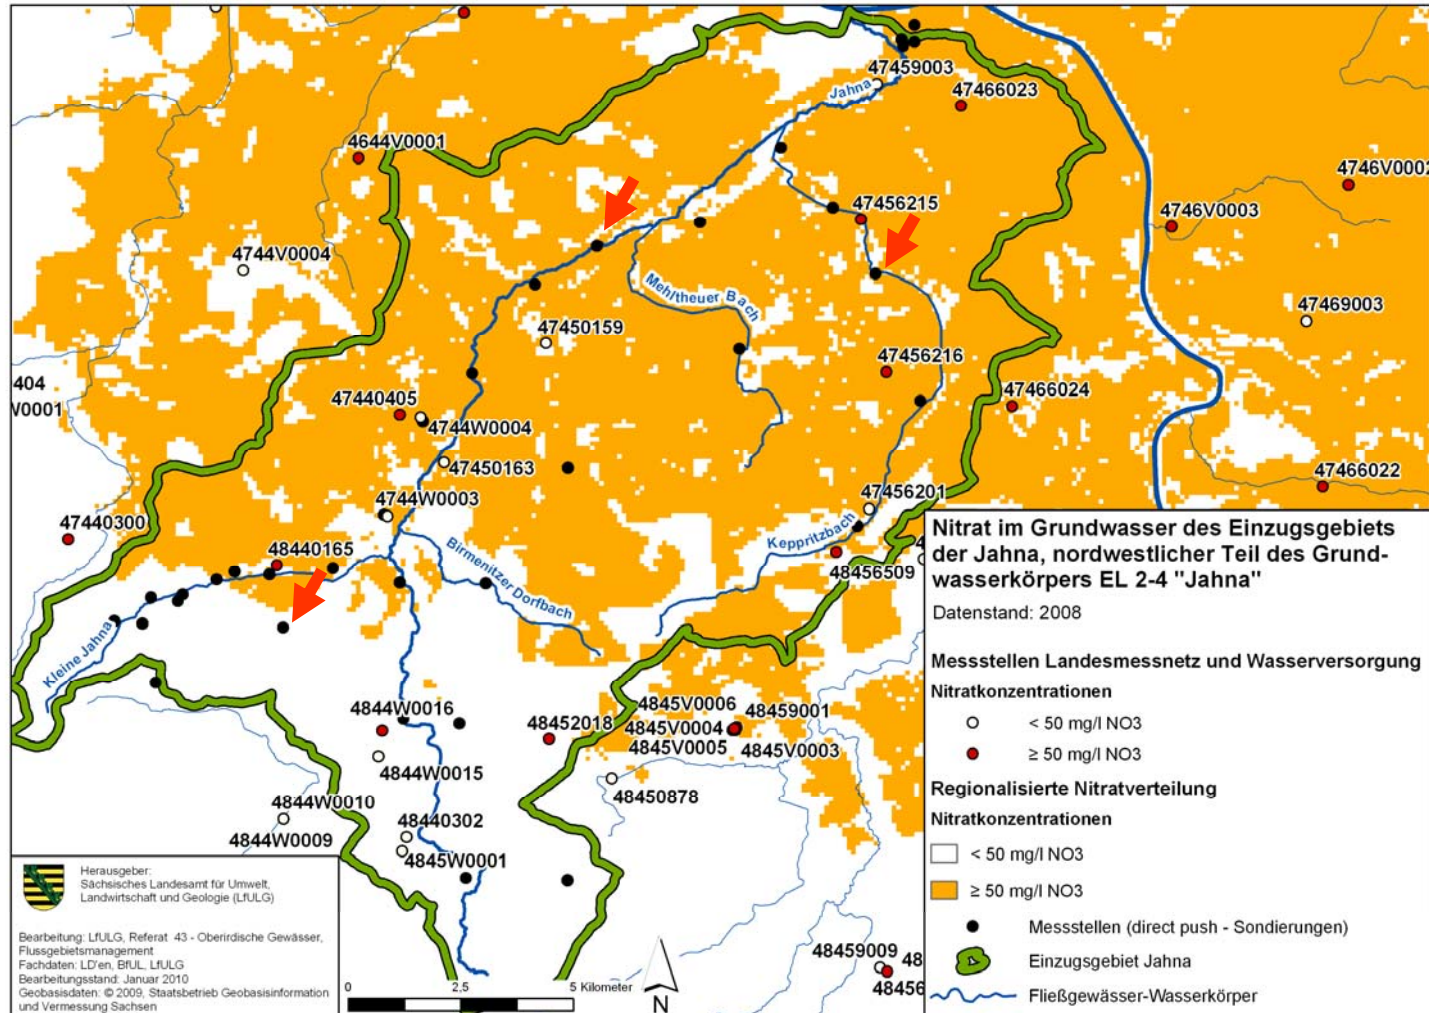 47459003
Jahna
47466023
4644V0001
4746V0002
47456215
4746V0003
4744V0004
Mehltheuer Bach
47469003
47450159
47456216
404
V0001
47440405
47466024
4744W0004
47450163
47466022
4744W0003
47456201
47440300
Keppritzbach
48440165
Birmenitzer Dorfbach
48456509
4
Kleine Jahna
4844W0016
48452018
4845V0006
48459001
4845V0004
4845V0005
4845V0003
4844W0015
48450878
4844W0010
4844W0009
48440302
4845W0001
48459009
48
48456
Nitrat im Grundwasser des Einzugsgebiets
der Jahna, nordwestlicher Teil des Grund-
wasserkörpers EL 2-4 "Jahna"
Datenstand: 2008
Messstellen Landesmessnetz und Wasserversorgung
Nitratkonzentrationen
< 50 mg/l NO3
≥ 50 mg/l NO3
Regionalisierte Nitratverteilung
Nitratkonzentrationen
< 50 mg/l NO3
≥ 50 mg/l NO3
Messstellen (direct push - Sondierungen)
Einzugsgebiet Jahna
Fließgewässer-Wasserkörper
Herausgeber:
Sächsisches Landesamt für Umwelt,
Landwirtschaft und Geologie (LfULG)
Bearbeitung: LfULG, Referat 43 - Oberirdische Gewässer,
Flussgebietsmanagement
Fachdaten: LD'en, BfUL, LfULG
Bearbeitungsstand: Januar 2010
Geobasisdaten: © 2009, Staatsbetrieb Geobasisinformation
und Vermessung Sachsen
0 2,5 5 Kilometer
N